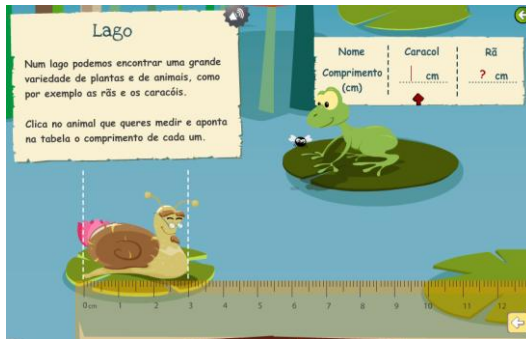 Lago
Num lago podemos encontrar uma grande
variedade de plantas e de animais, como
por exemplo as rãs e os caracóis.
Clica no animal que queres medir e aponta
na tabela o comprimento de cada um.
Nome Caracol Rã
Comprimento (cm) cm ? cm
0 cm 1 2 3 4 5 6 7 8 9 10 11 12